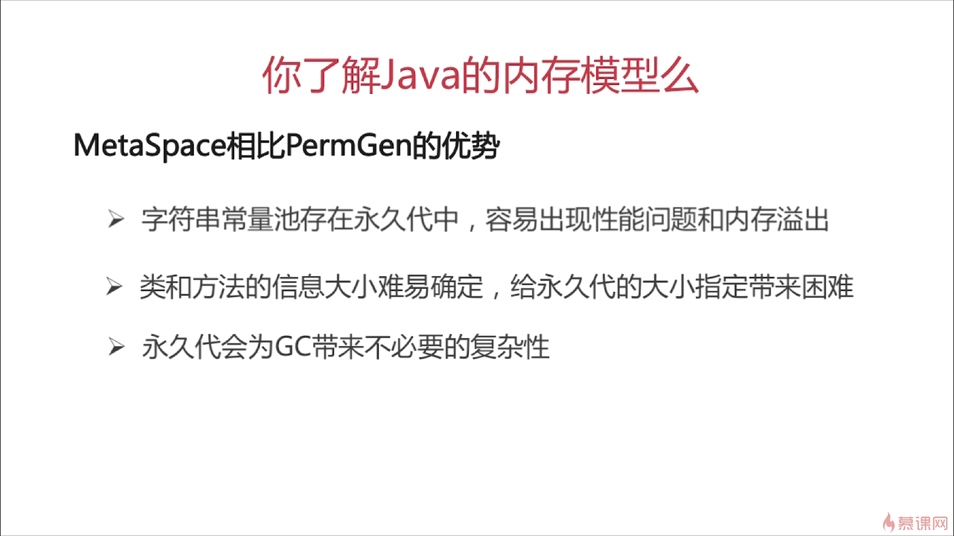 你了解Java的内存模型么
MetaSpace相比PermGen的优势
➢ 字符串常量池存在永久代中，容易出现性能问题和内存溢出
➢ 类和方法的信息大小难易确定，给永久代的大小指定带来困难
➢ 永久代会为GC带来不必要的复杂性
慕课网